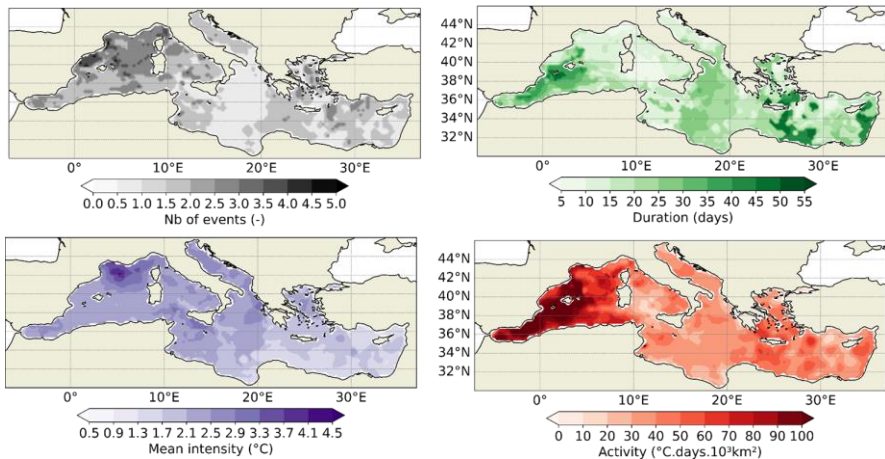 44°N
42°N
40°N
38°N
36°N
34°N
32°N
0° 10°E 20°E 30°E
0.0 0.5 1.0 1.5 2.0 2.5 3.0 3.5 4.0 4.5 5.0
Nb of events (-)
0° 10°E 20°E 30°E
5 10 15 20 25 30 35 40 45 50 55
Duration (days)
44°N
42°N
40°N
38°N
36°N
34°N
32°N
0° 10°E 20°E 30°E
0.5 0.9 1.3 1.7 2.1 2.5 2.9 3.3 3.7 4.1 4.5
Mean intensity (°C)
0° 10°E 20°E 30°E
0 10 20 30 40 50 60 70 80 90 100
Activity (°C.days.10³km²)